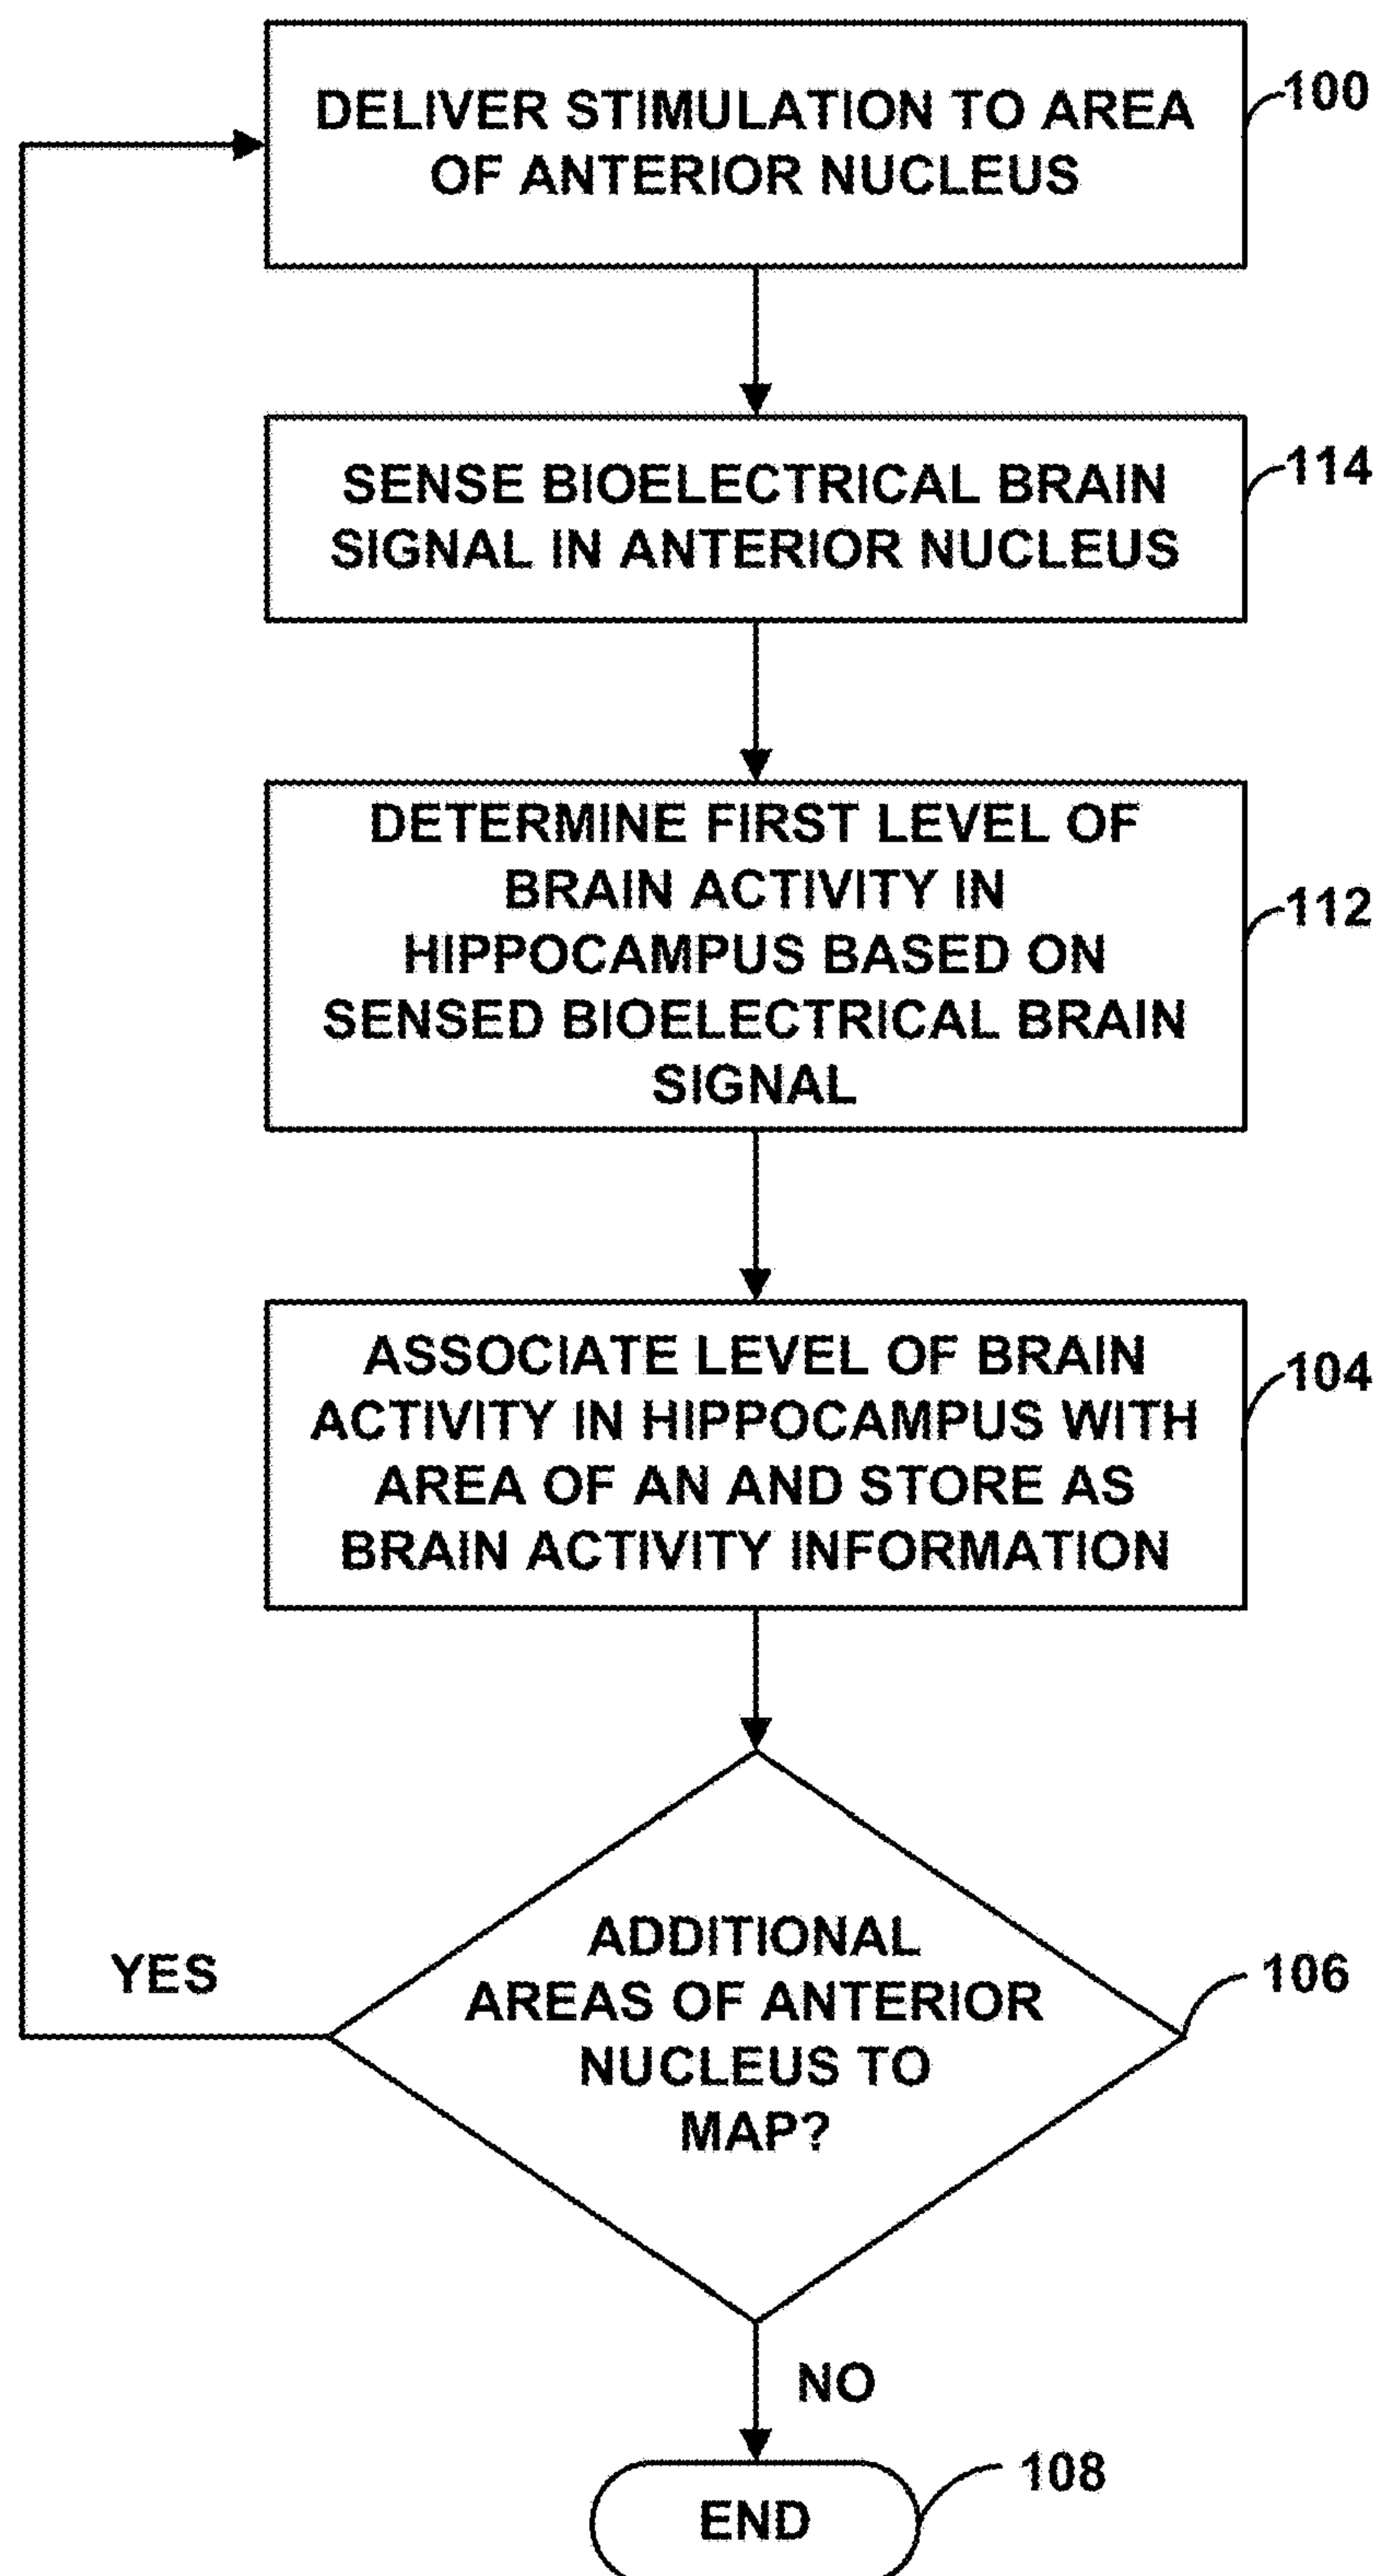 DELIVER STIMULATION TO AREA
OF ANTERIOR NUCLEUS
100
SENSE BIOELECTRICAL BRAIN
SIGNAL IN ANTERIOR NUCLEUS
114
DETERMINE FIRST LEVEL OF
BRAIN ACTIVITY IN
HIPPOCAMPUS BASED ON
SENSED BIOELECTRICAL BRAIN
SIGNAL
112
ASSOCIATE LEVEL OF BRAIN
ACTIVITY IN HIPPOCAMPUS WITH
AREA OF AN AND STORE AS
BRAIN ACTIVITY INFORMATION
104
ADDITIONAL
AREAS OF ANTERIOR
NUCLEUS TO
MAP?
106
YES
NO
END
108